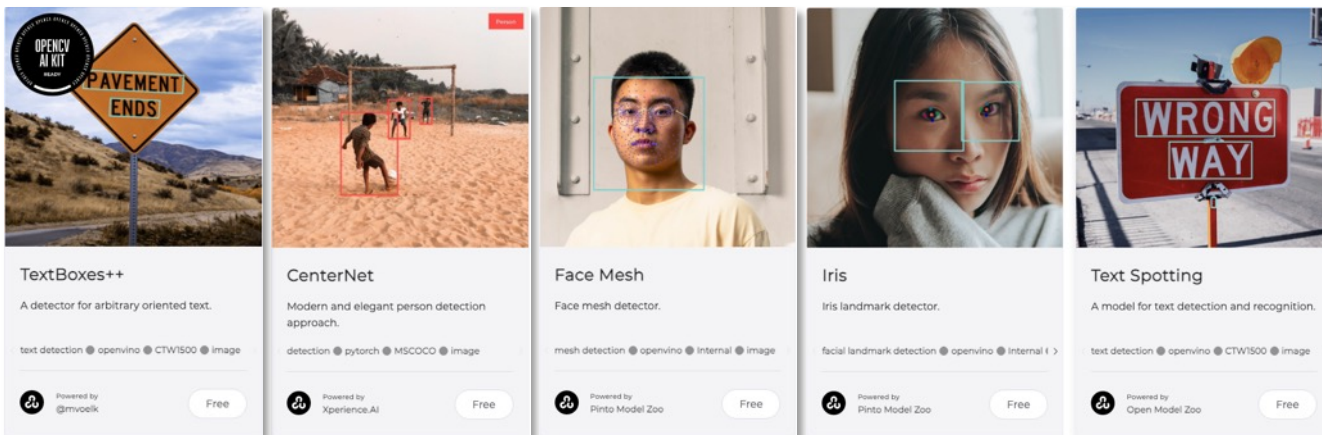 OPENCV
AI KIT
READY
PAVEMENT
ENDS
TextBoxes++
A detector for arbitrary oriented text.
text detection openvino CTW1500 image
Powered by
@mvoelk
Free
Person
CenterNet
Modern and elegant person detection
approach.
detection pytorch MSCOCO image
Powered by
Xperience.AI
Free
Face Mesh
Face mesh detector.
mesh detection openvino Internal image
Powered by
Pinto Model Zoo
Free
Iris
Iris landmark detector.
facial landmark detection openvino Internal
Powered by
Pinto Model Zoo
Free
WRONG
WAY
Text Spotting
A model for text detection and recognition.
text detection openvino CTW1500 image
Powered by
Open Model Zoo
Free